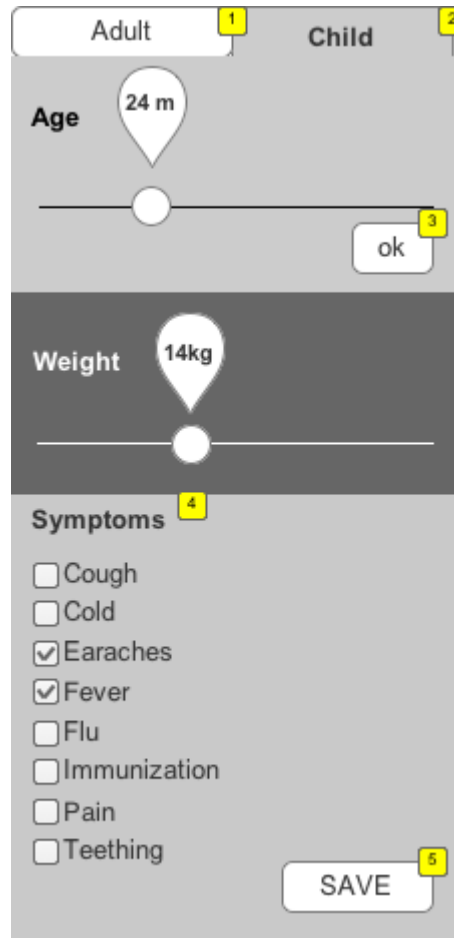 Adult 1 Child 2
24 m
Age
3
ok
14kg
Weight
Symptoms 4
Cough
Cold
Earaches
Fever
Flu
Immunization
Pain
Teething
5
SAVE